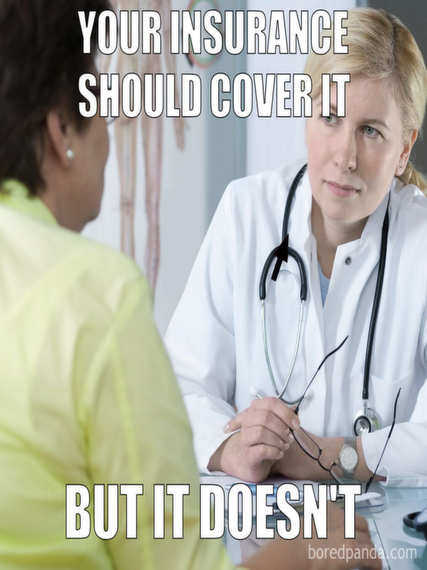 YOUR INSURANCE
SHOULD COVER IT
BUT IT DOESN'T
boredpanda.com